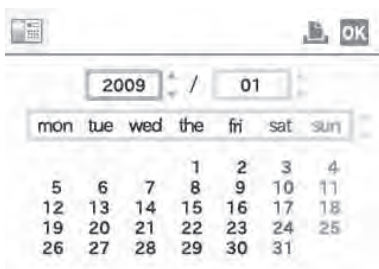 OK
2009 / 01
mon tue wed the fri sat sun
1 2 3 4
5 6 7 8 9 10 11
12 13 14 15 16 17 18
19 20 21 22 23 24 25
26 27 28 29 30 31